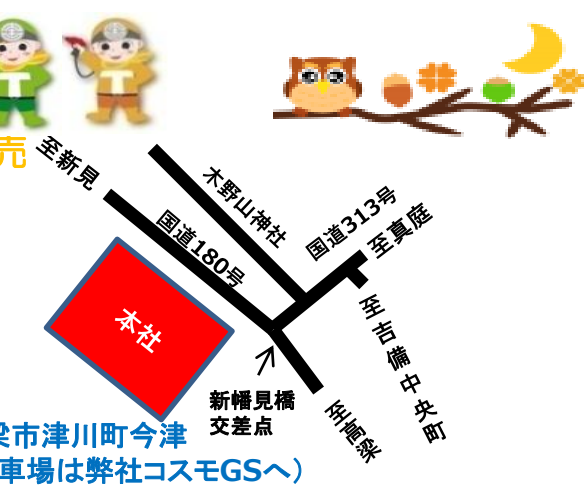 売
至新見
木野山神社
国道313号
至真庭
国道180号
本社
至吉備中央町
新幡見橋
交差点
至高梁
梁市津川町今津
車場は弊社コスモGSへ）